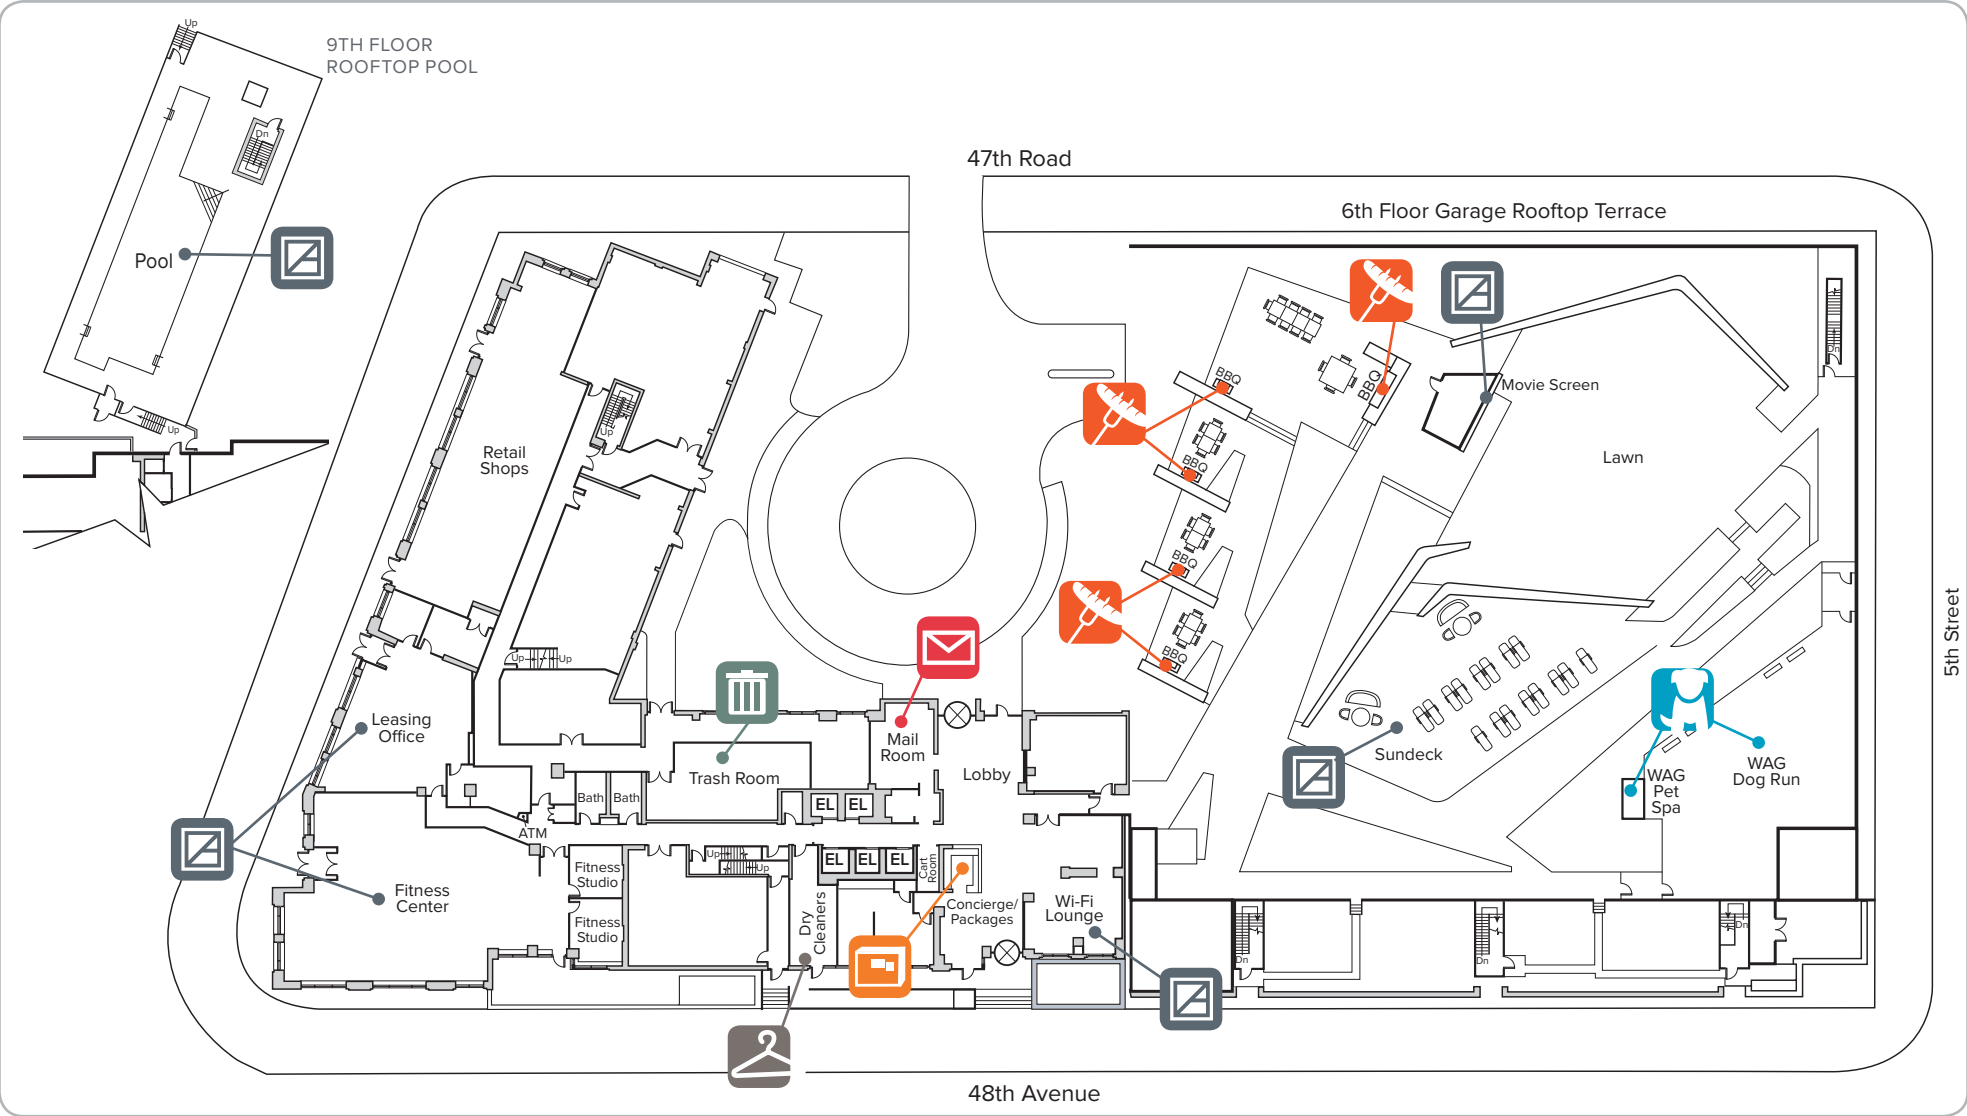 Up
9TH FLOOR
ROOFTOP POOL
Dn
Pool
Up
47th Road
6th Floor Garage Rooftop Terrace
BBQ
BBQ
Movie Screen
Dn
Retail
Shops
Up
BBQ
Lawn
BBQ
BBQ
5th Street
Up
Up
Leasing
Office
Mail
Room
Lobby
Trash Room
Sundeck
WAG
Pet
Spa
WAG
Dog Run
Bath
Bath
EL
EL
ATM
Up
Up
EL
EL
EL
Cart
Room
Fitness
Studio
Fitness
Center
Fitness
Studio
Dry
Cleaners
Concierge/
Packages
Wi-Fi
Lounge
Dn
Dn
Dn
48th Avenue